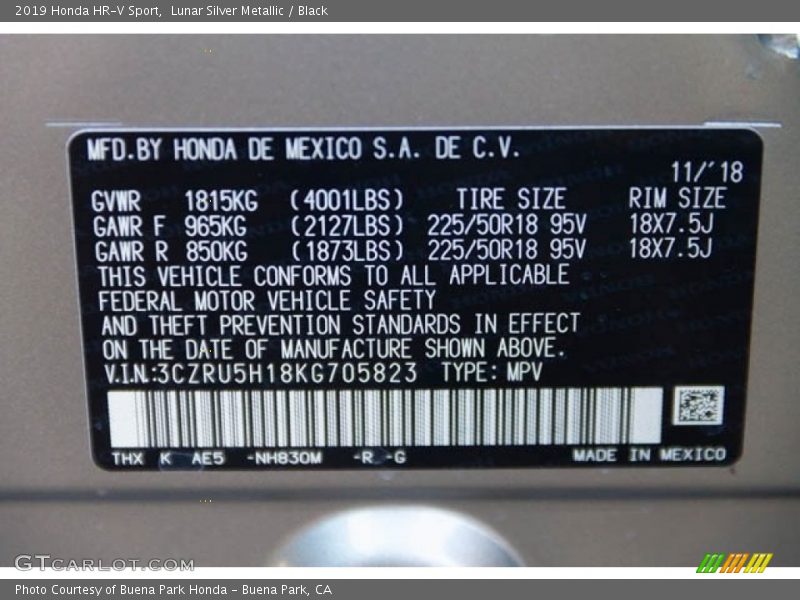 2019 Honda HR-V Sport,  Lunar Silver Metallic / Black
MFD.BY HONDA DE MEXICO S.A. DE C.V.
11/'18
GVWR 1815KG (4001LBS) TIRE SIZE RIM SIZE
GAWR F 965KG (2127LBS) 225/50R18 95V 18X7.5J
GAWR R 850KG (1873LBS) 225/50R18 95V 18X7.5J
THIS VEHICLE CONFORMS TO ALL APPLICABLE
FEDERAL MOTOR VEHICLE SAFETY
AND THEFT PREVENTION STANDARDS IN EFFECT
ON THE DATE OF MANUFACTURE SHOWN ABOVE.
V.I.N:3CZRU5H18KG705823 TYPE: MPV
THX K AE5 -NH830M -R -G MADE IN MEXICO
GTCARLOT.COM
Photo Courtesy of Buena Park Honda - Buena Park, CA